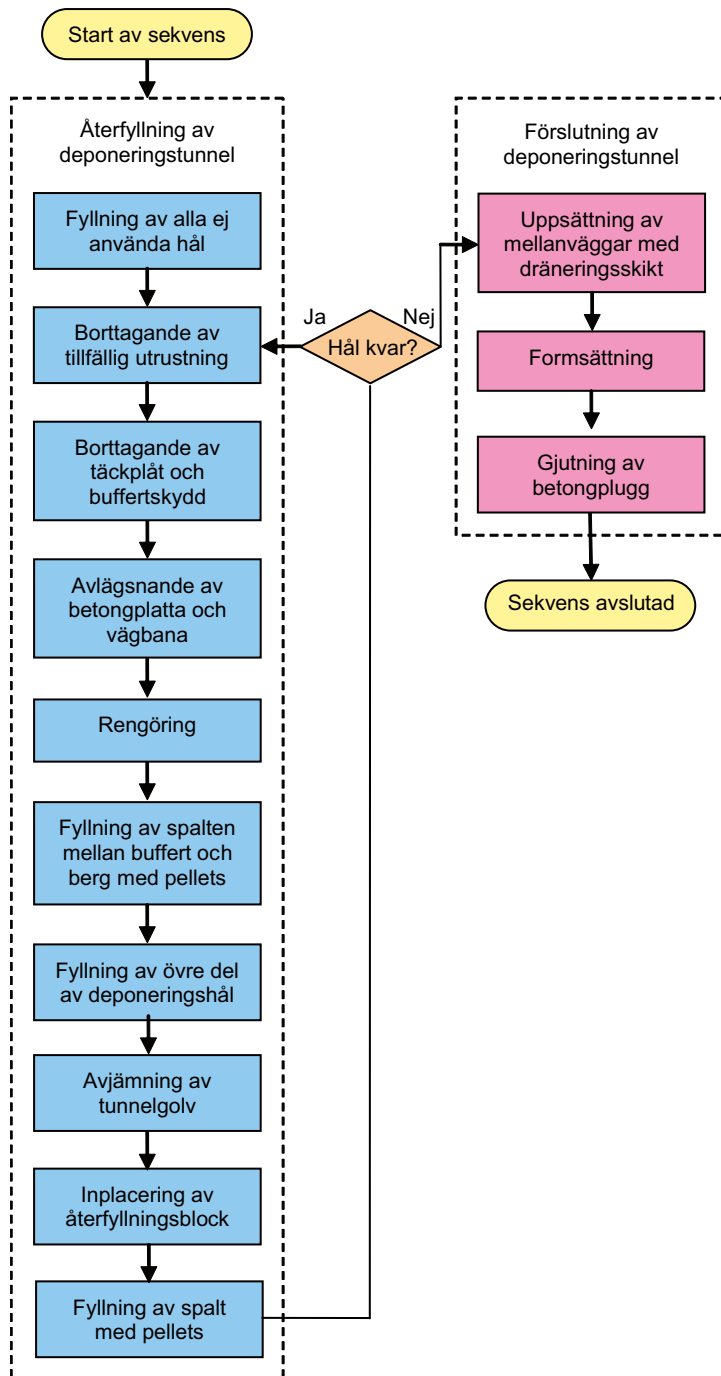 Start av sekvens
Återfyllning av
deponeringstunnel
Fyllning av alla ej
använda hål
Borttagande av
tillfällig utrustning
Borttagande av
täckplåt och
buffertskydd
Avlägsnande av
betongplatta och
vägbana
Rengöring
Fyllning av spalten
mellan buffert och
berg med pellets
Fyllning av övre del
av deponeringshål
Avjämning av
tunnelgolv
Inplacering av
återfyllningsblock
Fyllning av spalt
med pellets
Ja
Nej
Hål kvar?
Förslutning av
deponeringstunnel
Uppsättning av
mellanväggar med
dräneringsskikt
Formsättning
Gjutning av
betongplugg
Sekvens avslutad